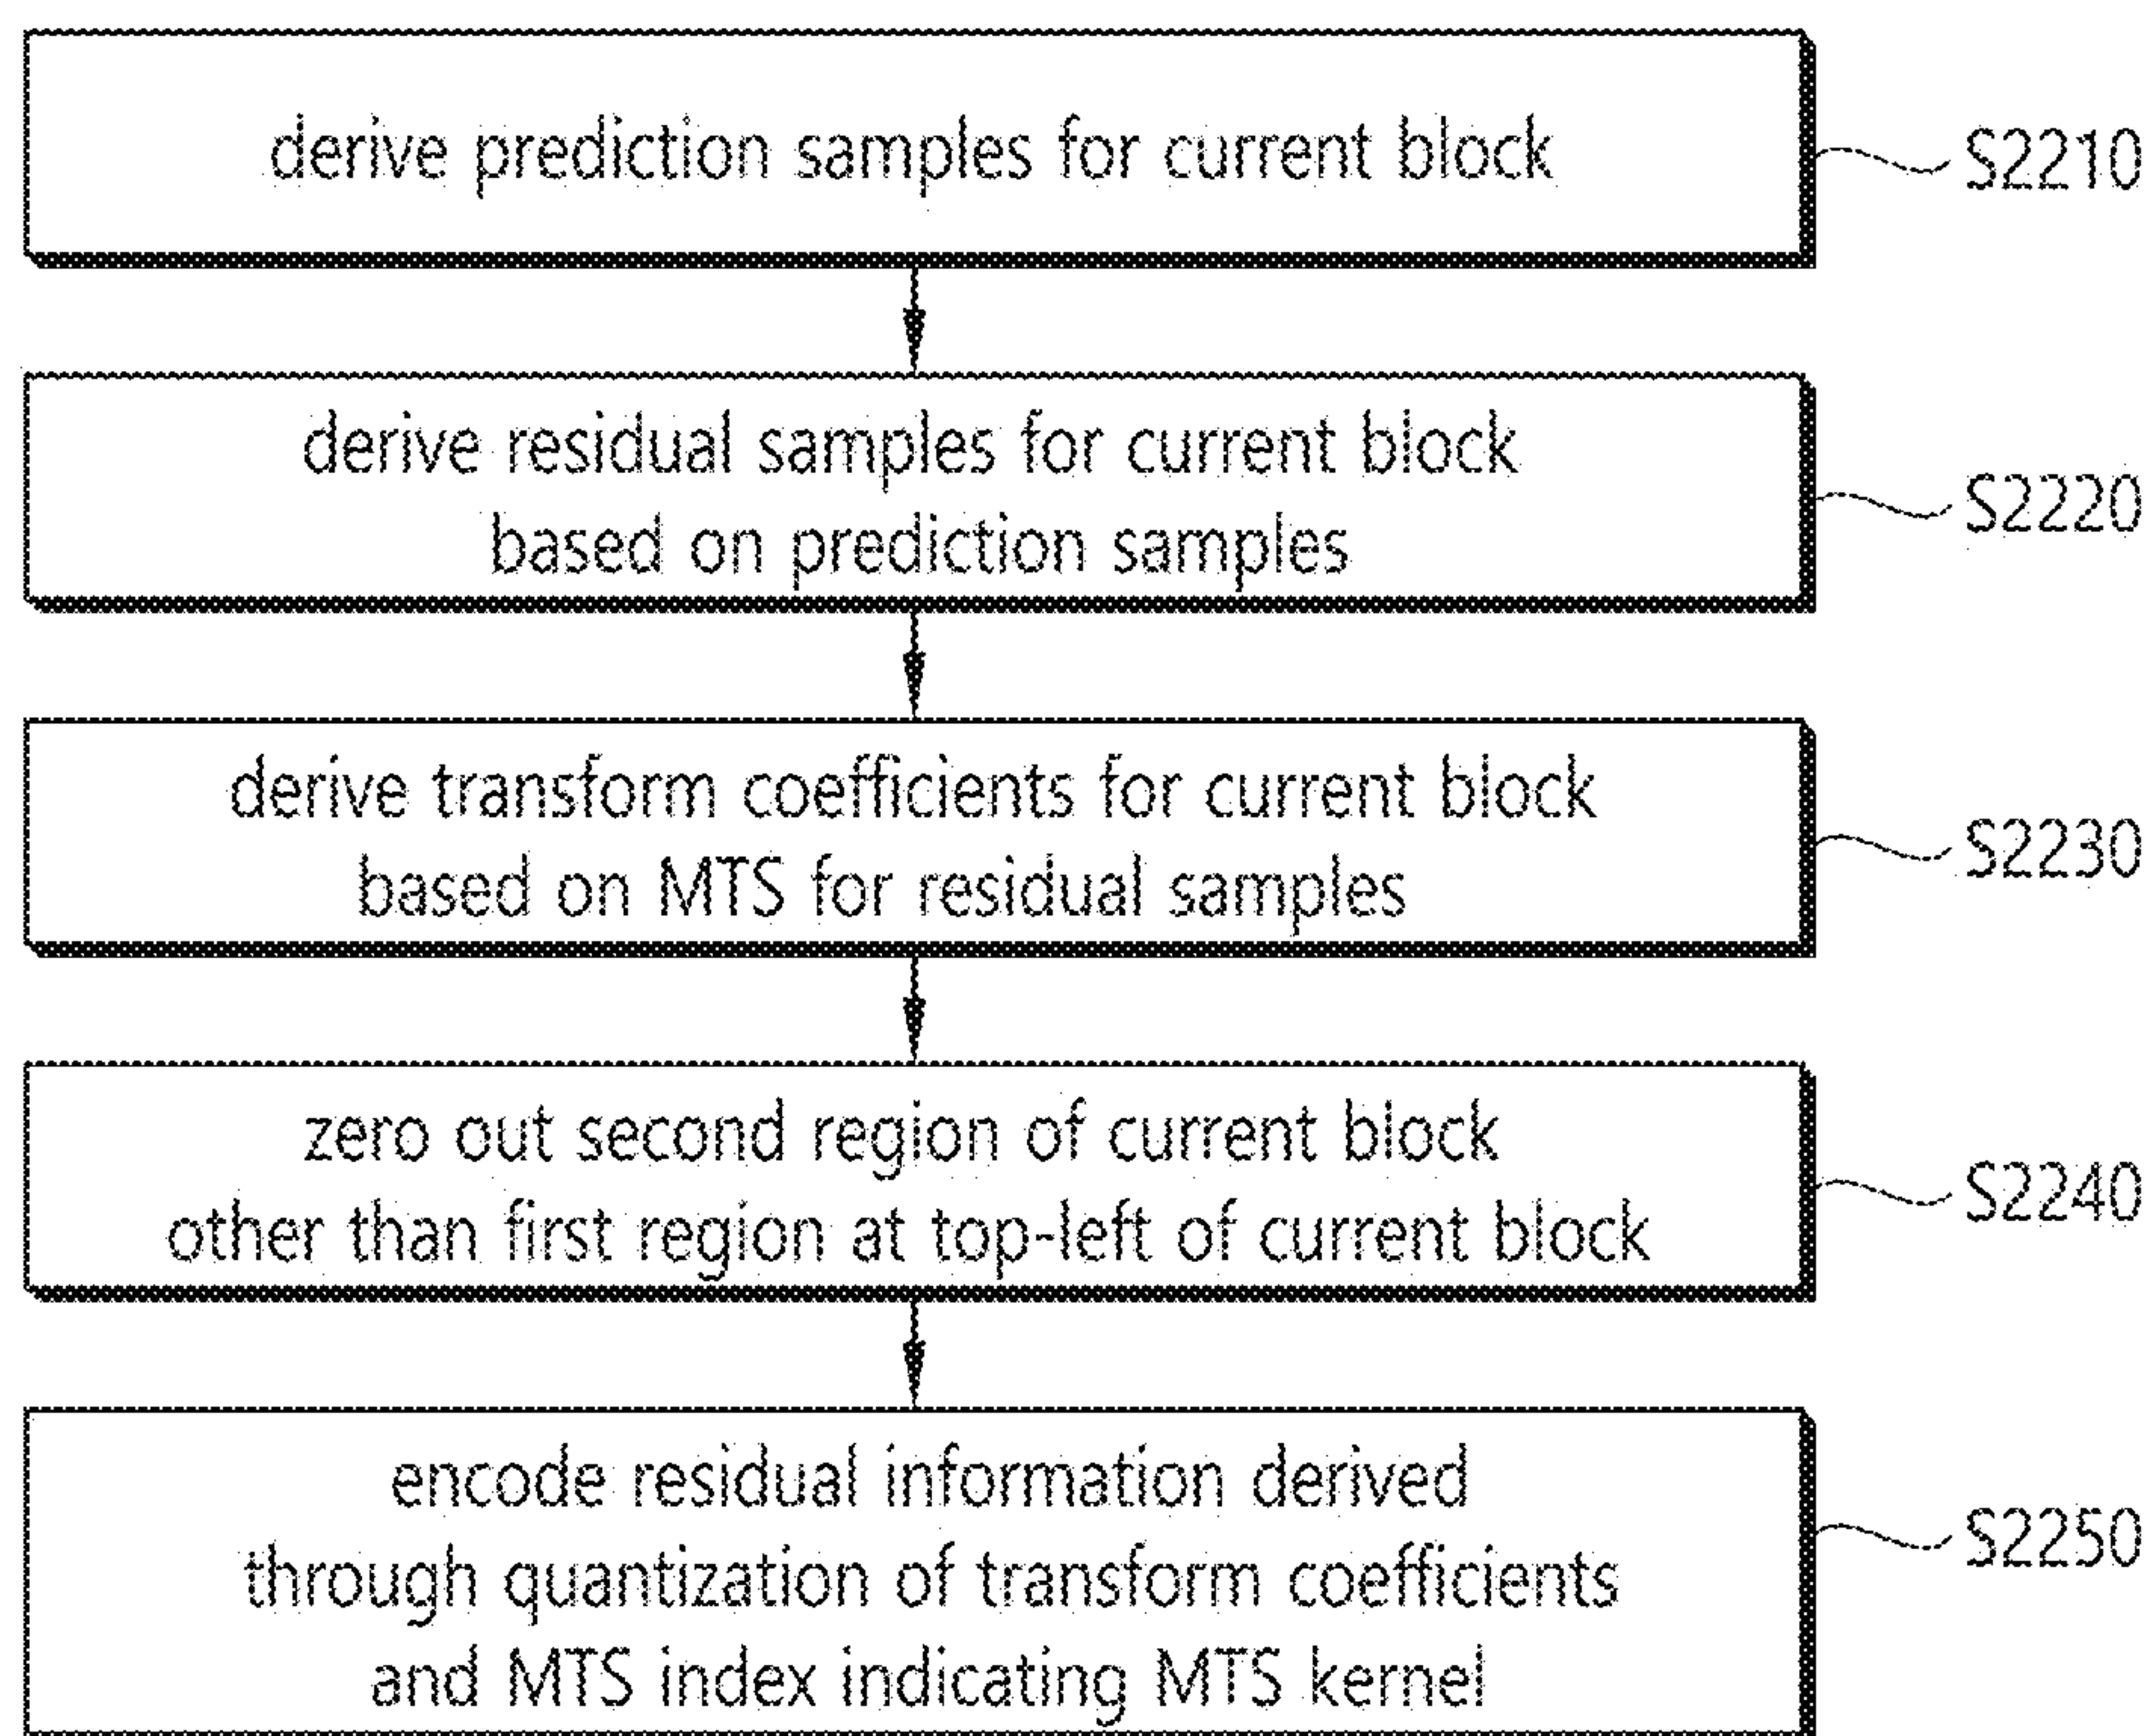 derive prediction samples for current block
S2210
derive residual samples for current block
based on prediction samples
S2220
derive transform coefficients for current block
based on MTS for residual samples
S2230
zero out second region of current block
other than first region at top-left of current block
S2240
encode residual information derived
through quantization of transform coefficients
and MTS index indicating MTS kernel
S2250